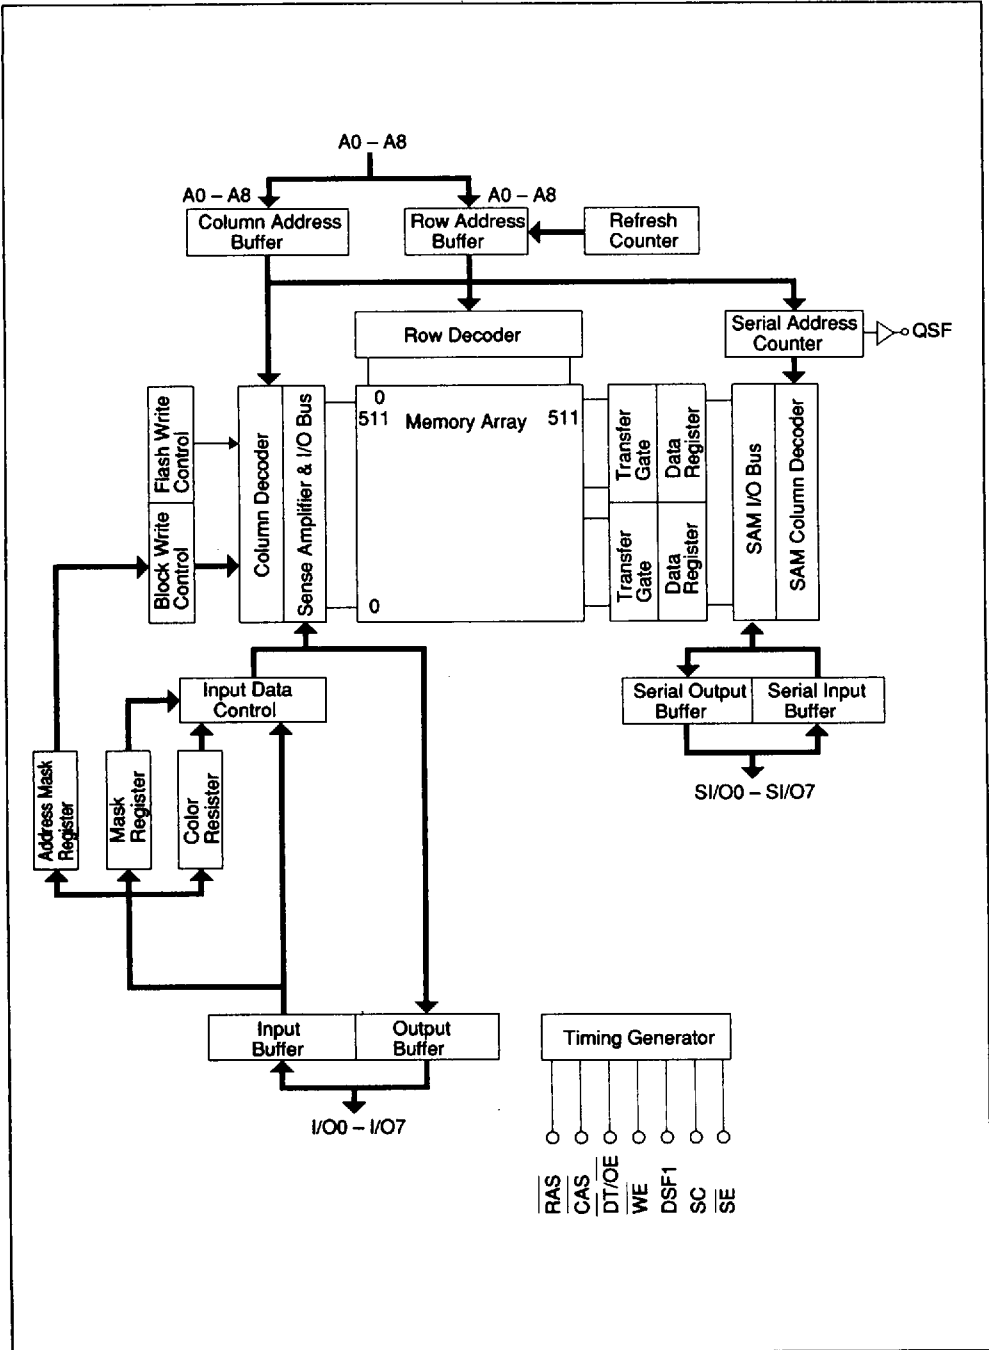 A0 – A8
A0 – A8
A0 – A8
Column Address
Buffer
Row Address
Buffer
Refresh
Counter
Row Decoder
Serial Address
Counter
QSF
Flash Write
Control
Block Write
Control
Column Decoder
Sense Amplifier & I/O Bus
0
511
Memory Array
511
0
Transfer
Gate
Data
Register
Transfer
Gate
Data
Register
SAM I/O Bus
SAM Column Decoder
Input Data
Control
Serial Output
Buffer
Serial Input
Buffer
SI/O0 – SI/O7
Address Mask
Register
Mask
Register
Color
Resister
Input
Buffer
Output
Buffer
I/O0 – I/O7
Timing Generator
RAS
CAS
DT/OE
WE
DSF1
SC
SE